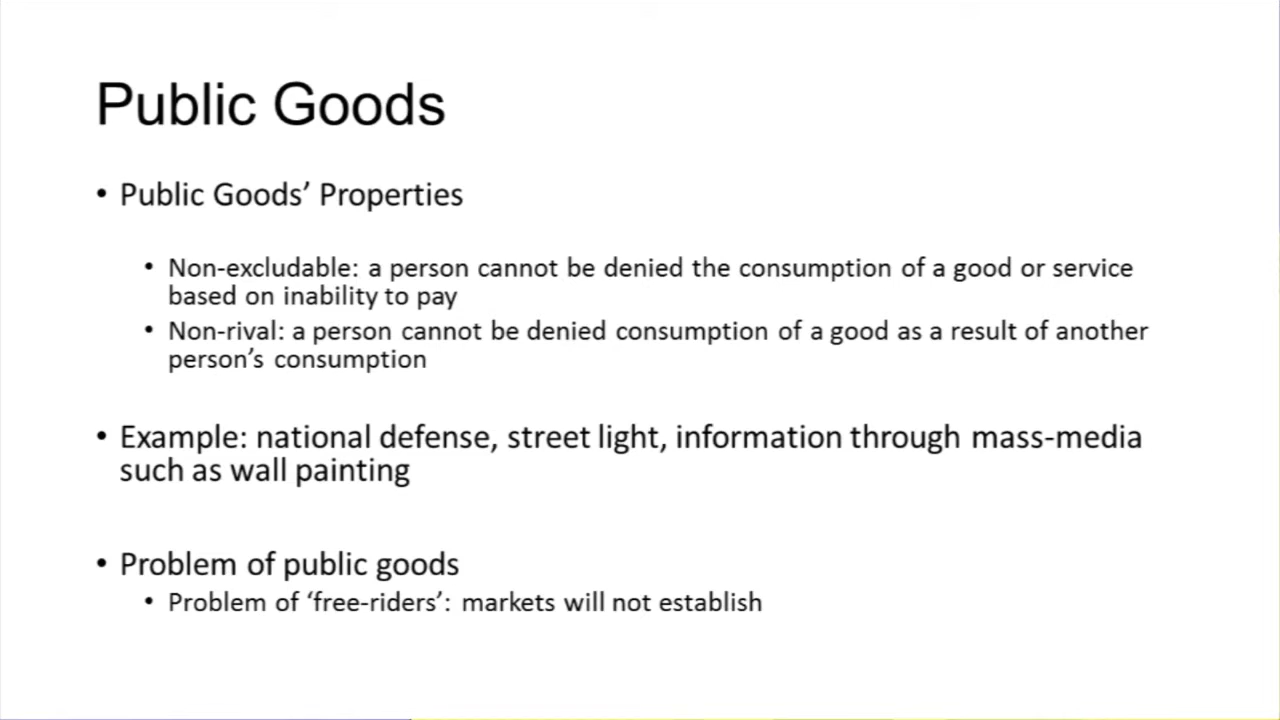 Public Goods
• Public Goods’ Properties
• Non-excludable: a person cannot be denied the consumption of a good or service
based on inability to pay
• Non-rival: a person cannot be denied consumption of a good as a result of another
person’s consumption
• Example: national defense, street light, information through mass-media
such as wall painting
• Problem of public goods
• Problem of ‘free-riders’: markets will not establish